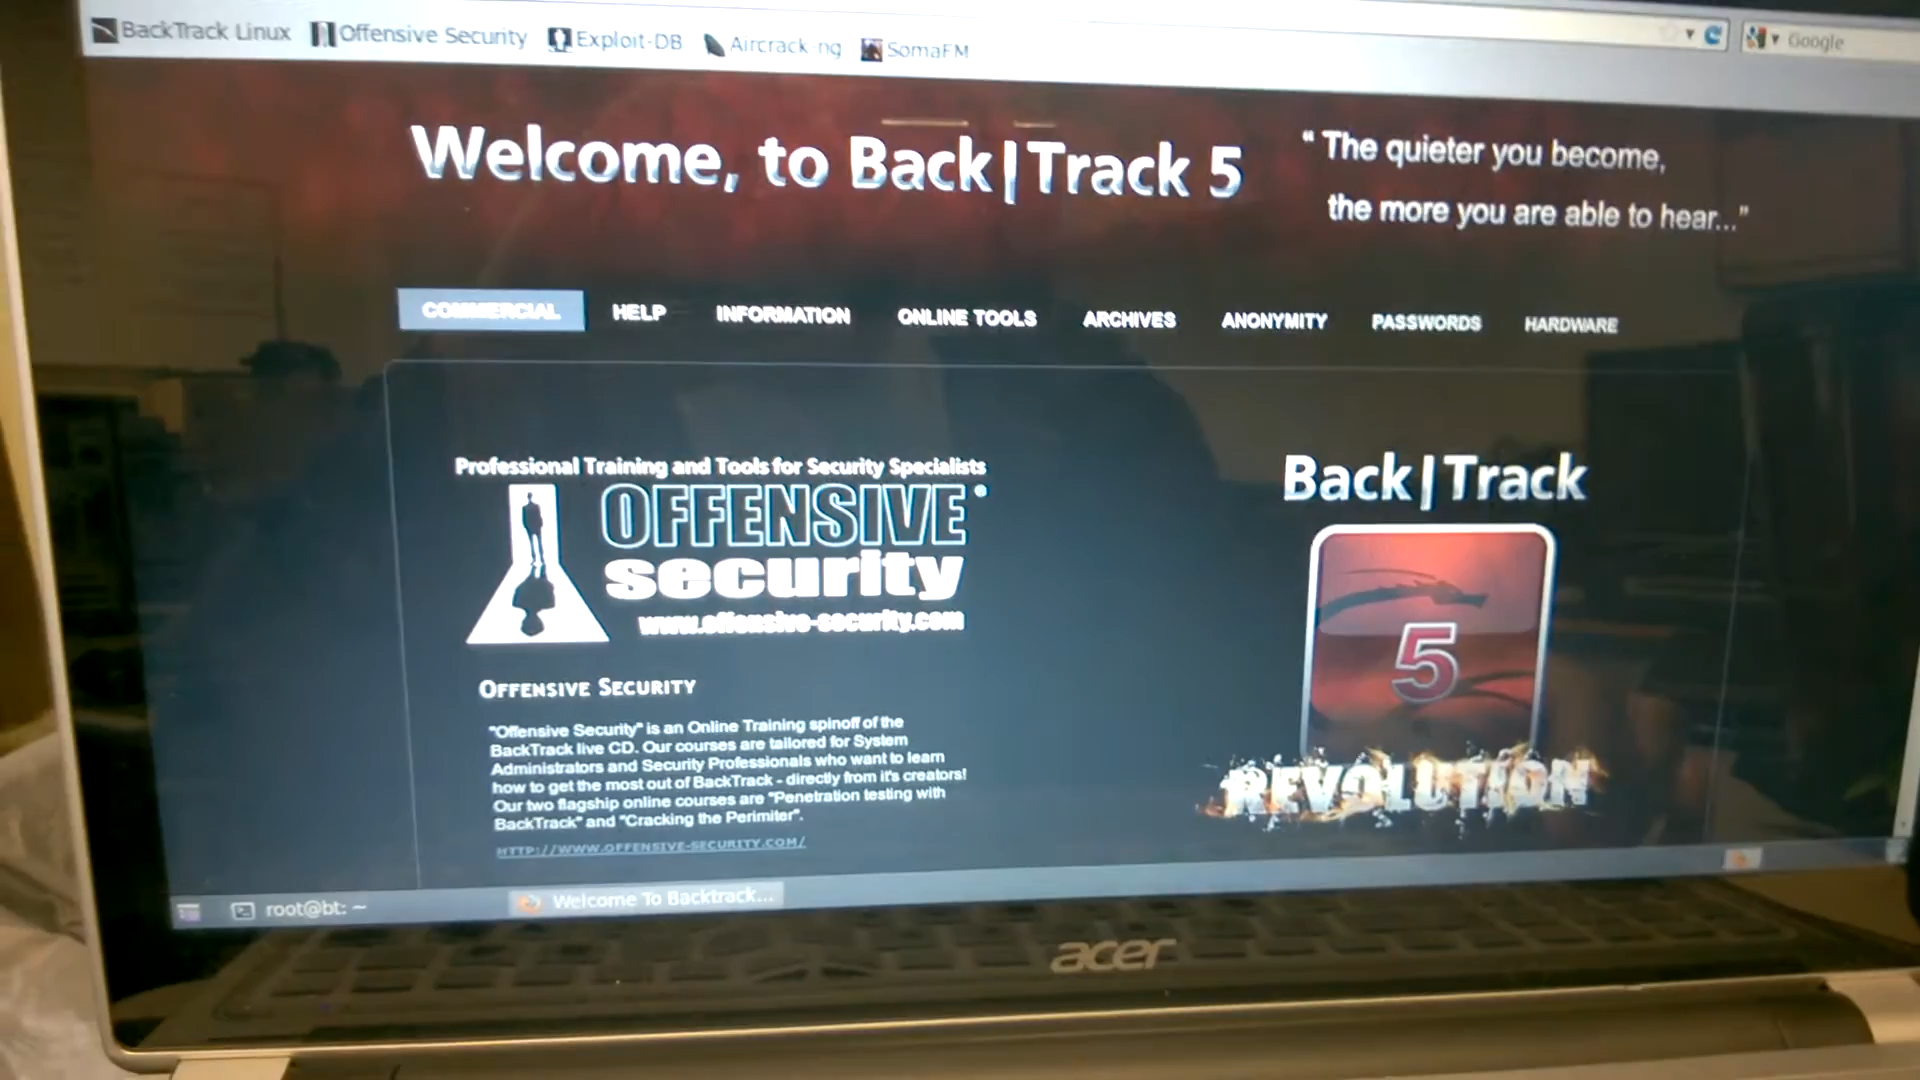 BackTrack Linux Offensive Security Exploit-DB Aircrack-ng SomaFM Google
Welcome, to Back|Track 5
“ The quieter you become,
the more you are able to hear...”
COMMERCIAL HELP INFORMATION ONLINE TOOLS ARCHIVES ANONYMITY PASSWORDS HARDWARE
Professional Training and Tools for Security Specialists
OFFENSIVE
security
www.offensive-security.com
OFFENSIVE SECURITY
"Offensive Security" is an Online Training spinoff of the
BackTrack live CD. Our courses are tailored for System
Administrators and Security Professionals who want to learn
how to get the most out of BackTrack - directly from it's creators!
Our two flagship online courses are "Penetration testing with
BackTrack" and "Cracking the Perimiter".
HTTP://WWW.OFFENSIVE-SECURITY.COM/
Back|Track
5
REVOLUTION
root@bt: ~ Welcome To Backtrack...
acer